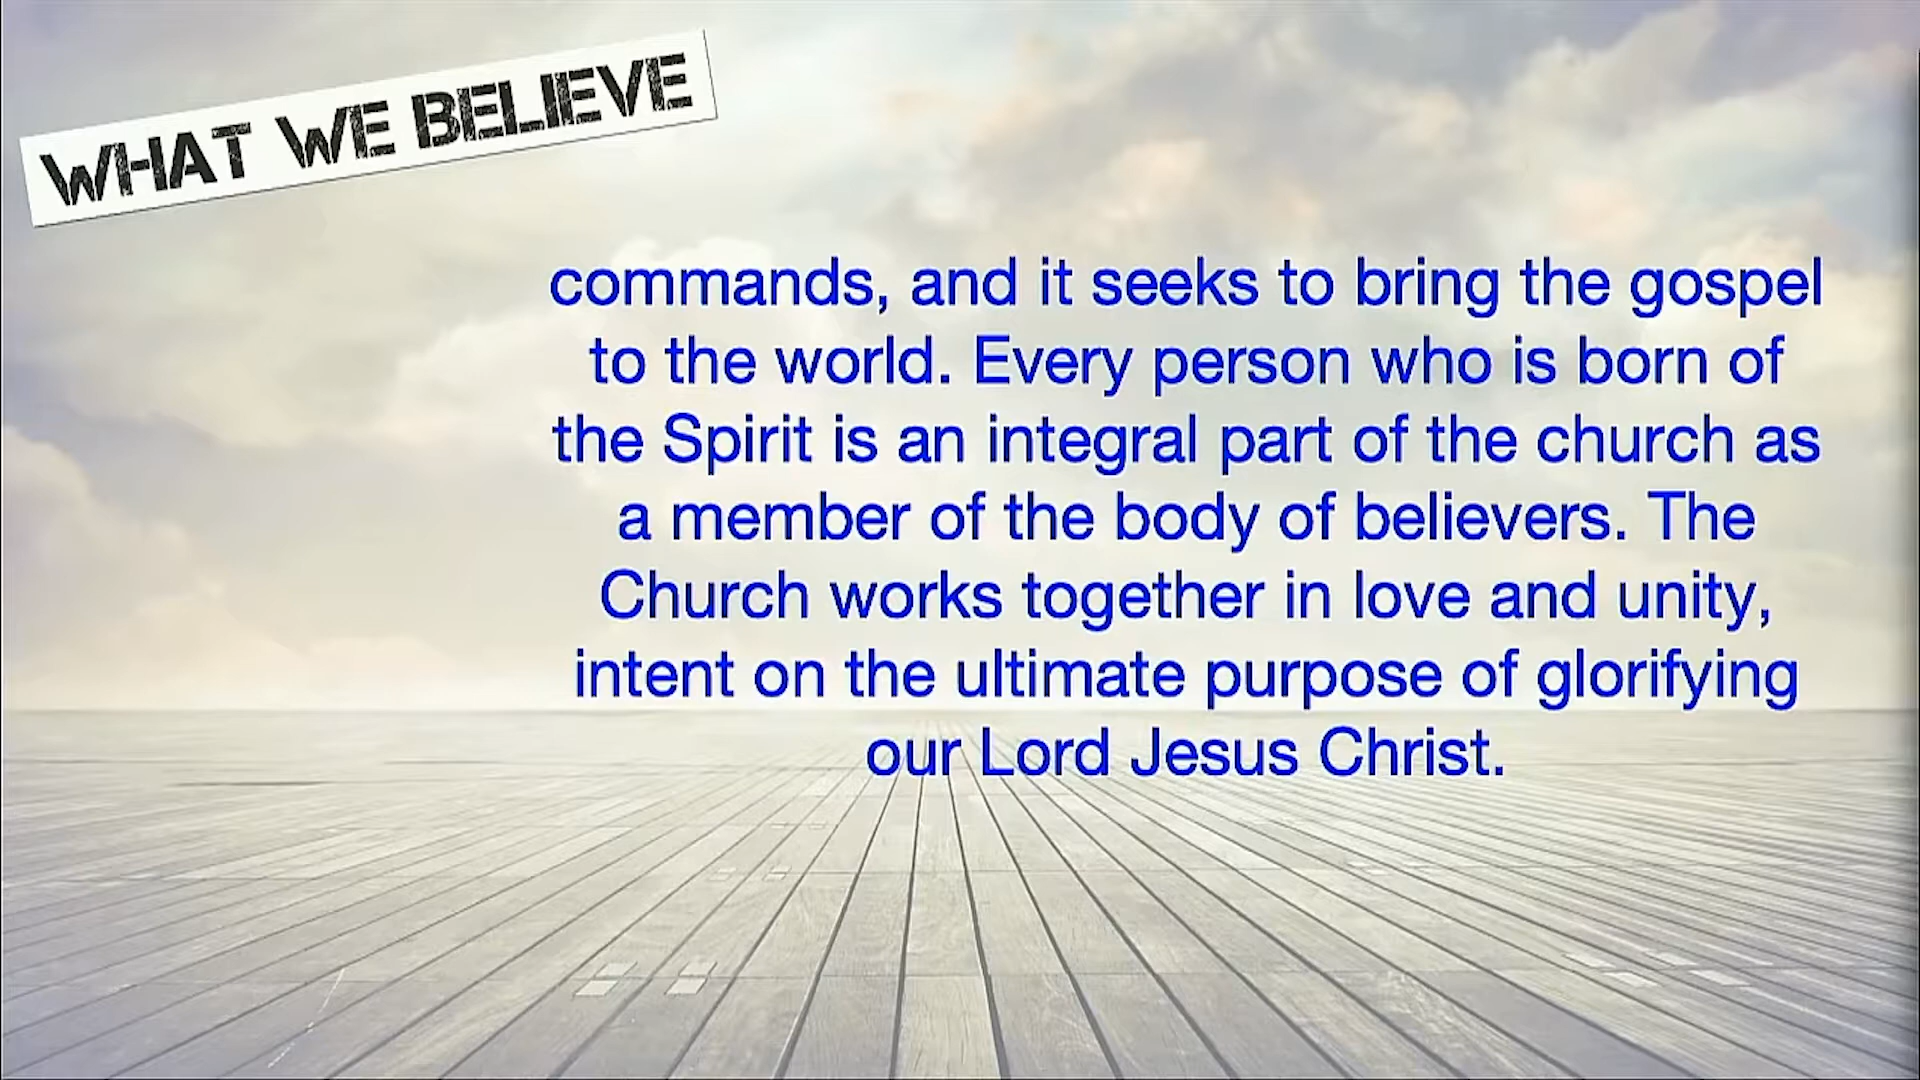 WHAT WE BELIEVE
commands, and it seeks to bring the gospel
to the world. Every person who is born of
the Spirit is an integral part of the church as
a member of the body of believers. The
Church works together in love and unity,
intent on the ultimate purpose of glorifying
our Lord Jesus Christ.